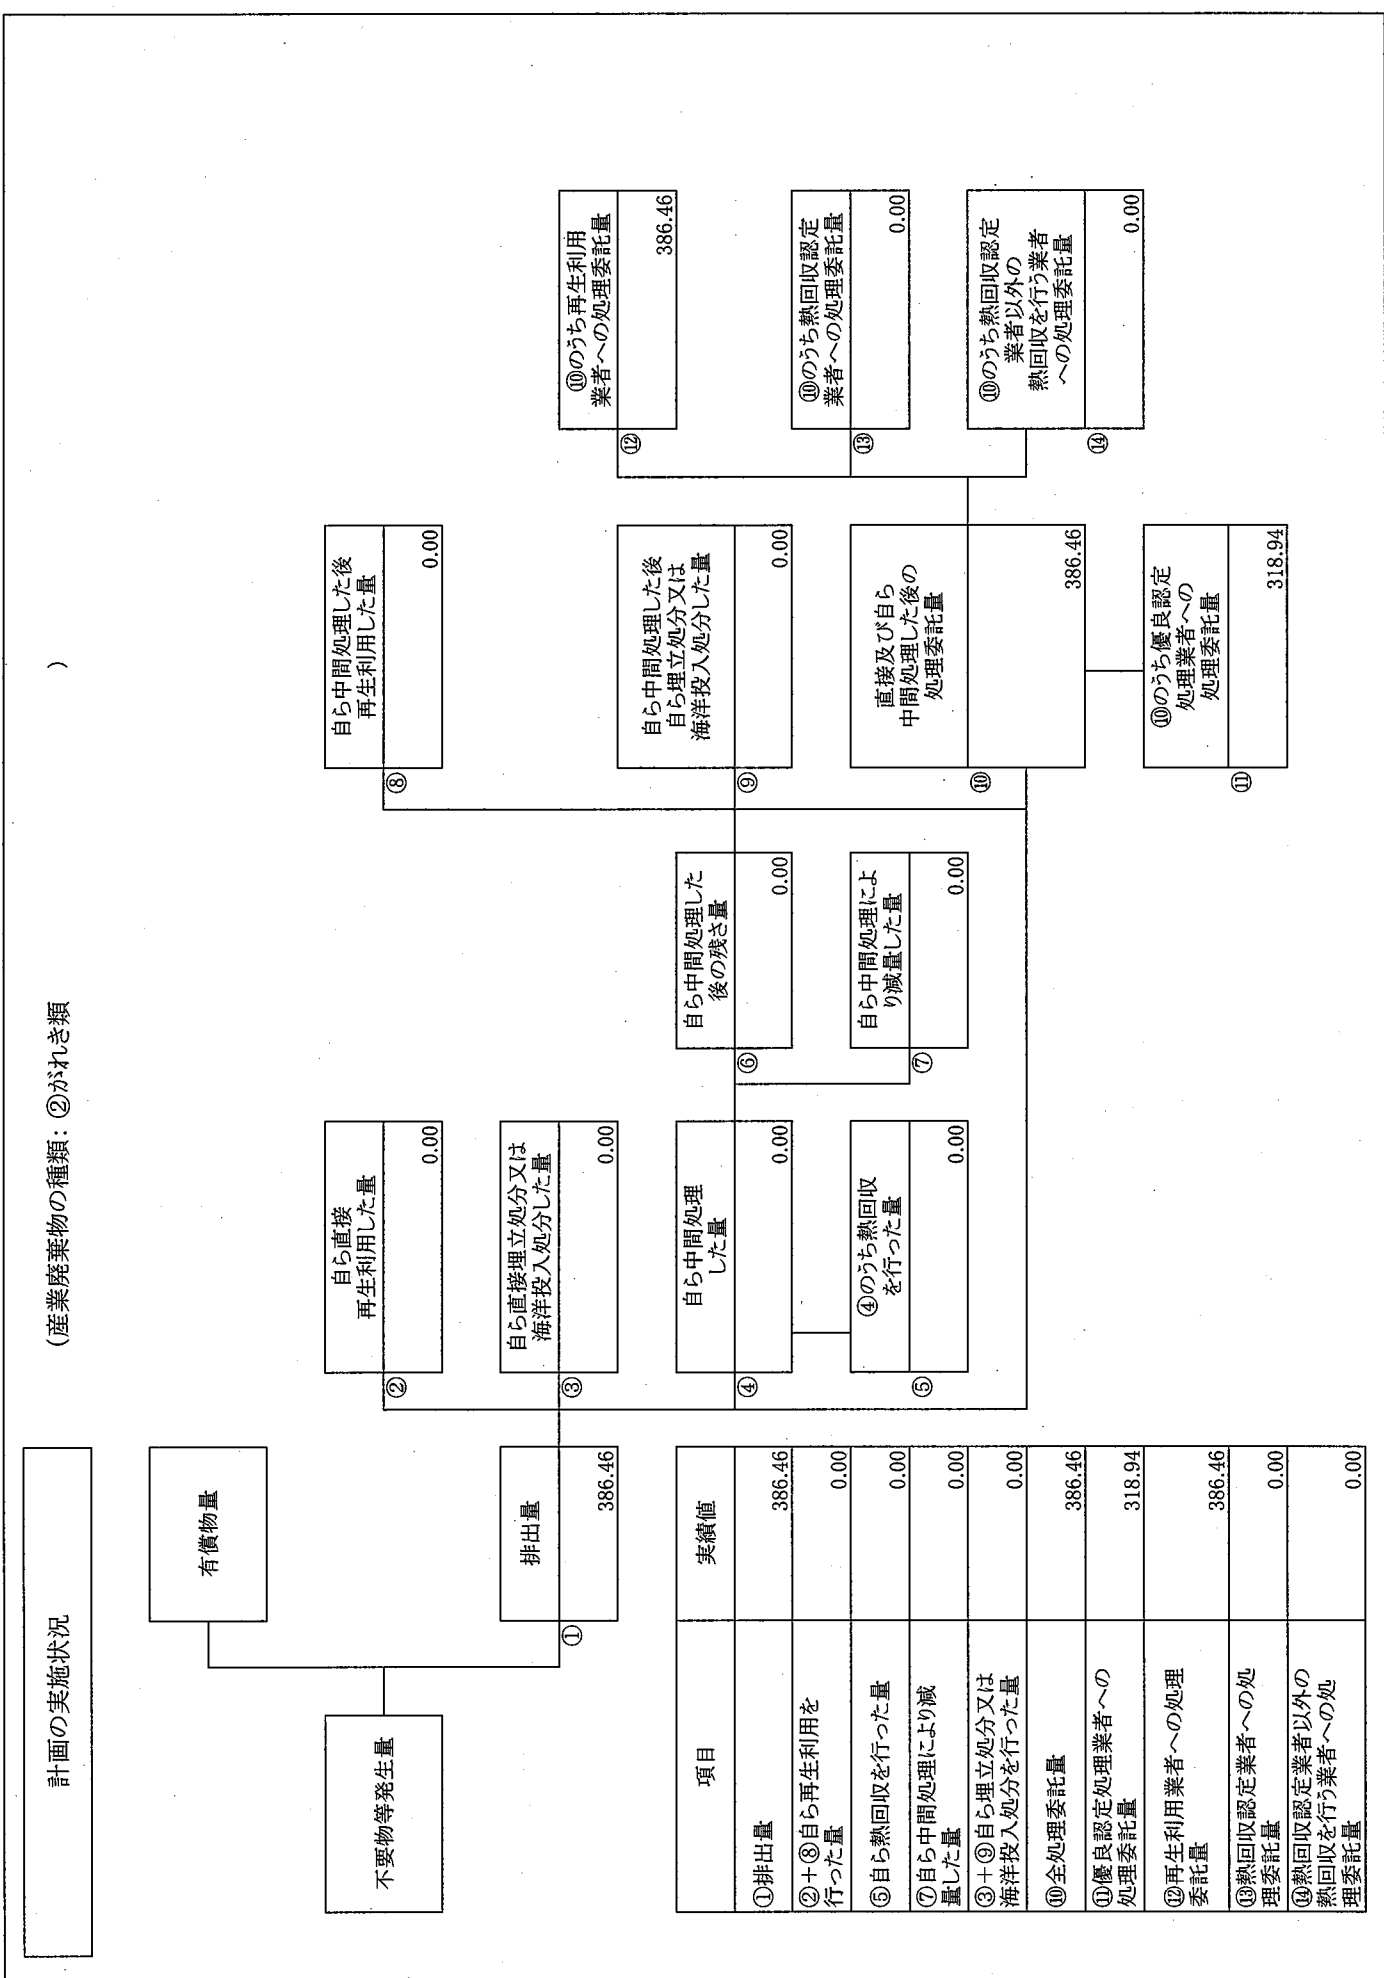 計画の実施状況
(産業廃棄物の種類：②がれき類
)
不要物等発生量
有償物量
排出量
①
386.46
自ら直接
再生利用した量
②
0.00
自ら直接埋立処分又は
海洋投入処分した量
③
0.00
自ら中間処理
した量
④
0.00
④のうち熱回収
を行った量
⑤
0.00
自ら中間処理した
後の残さ量
⑥
0.00
自ら中間処理によ
り減量した量
⑦
0.00
自ら中間処理した後
再生利用した量
⑧
0.00
自ら中間処理した後
自ら埋立処分又は
海洋投入処分した量
⑨
0.00
直接及び自ら
中間処理した後の
処理委託量
⑩
386.46
⑩のうち優良認定
処理業者への
処理委託量
⑪
318.94
⑩のうち再生利用
業者への処理委託量
⑫
386.46
⑩のうち熱回収認定
業者への処理委託量
⑬
0.00
⑩のうち熱回収認定
業者以外の
熱回収を行う業者
への処理委託量
⑭
0.00
項目 実績値
①排出量 386.46
②＋⑧自ら再生利用を
行った量 0.00
⑤自ら熱回収を行った量 0.00
⑦自ら中間処理により減
量した量 0.00
③＋⑨自ら埋立処分又は
海洋投入処分を行った量 0.00
⑩全処理委託量 386.46
⑪優良認定処理業者への
処理委託量 318.94
⑫再生利用業者への処理
委託量 386.46
⑬熱回収認定業者への処
理委託量 0.00
⑭熱回収認定業者以外の
熱回収を行う業者への処
理委託量 0.00